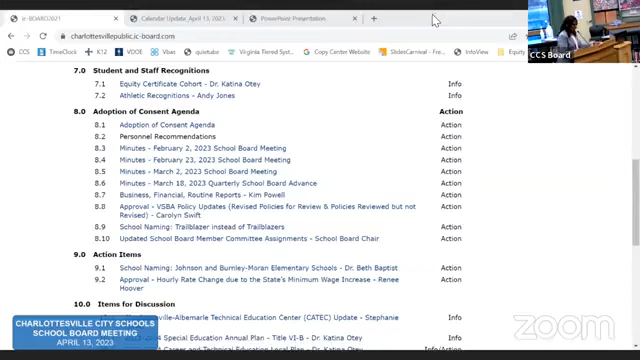 ic-BOARD2021
Calendar Update_April 13, 2023
PowerPoint Presentation
charlottesvillepublic.ic-board.com
CCS
TimeClock
K12
VDOE
quietube
Virginia Tiered Syst...
Copy Center Website
SlidesCarnival - Fre...
InfoView
Equity
CCS Board
7.0 Student and Staff Recognitions
7.1 Equity Certificate Cohort - Dr. Katina Otey Info
7.2 Athletic Recognitions - Andy Jones Info
8.0 Adoption of Consent Agenda Action
8.1 Adoption of Consent Agenda Action
8.2 Personnel Recommendations Action
8.3 Minutes - February 2, 2023 School Board Meeting Action
8.4 Minutes - February 23, 2023 School Board Meeting Action
8.5 Minutes - March 2, 2023 School Board Meeting Action
8.6 Minutes - March 18, 2023 Quarterly School Board Advance Action
8.7 Business, Financial, Routine Reports - Kim Powell Action
8.8 Approval - VSBA Policy Updates (Revised Policies for Review & Policies Reviewed but not Action
Revised) - Carolyn Swift
8.9 School Naming: Trailblazer instead of Trailblazers Action
8.10 Updated School Board Member Committee Assignments - School Board Chair Action
9.0 Action Items Action
9.1 School Naming: Johnson and Burnley-Moran Elementary Schools - Dr. Beth Baptist Action
9.2 Approval - Hourly Rate Change due to the State's Minimum Wage Increase - Renee Action
Hoover
10.0 Items for Discussion
Charlottesville-Albemarle Technical Education Center (CATEC) Update - Stephanie Info
Special Education Annual Plan - Title VI-B - Dr. Katina Otey Info
Career and Technical Education Local Plan - Dr. Katina Otey Info/Action
CHARLOTTESVILLE CITY SCHOOLS
SCHOOL BOARD MEETING
APRIL 13, 2023
zoom